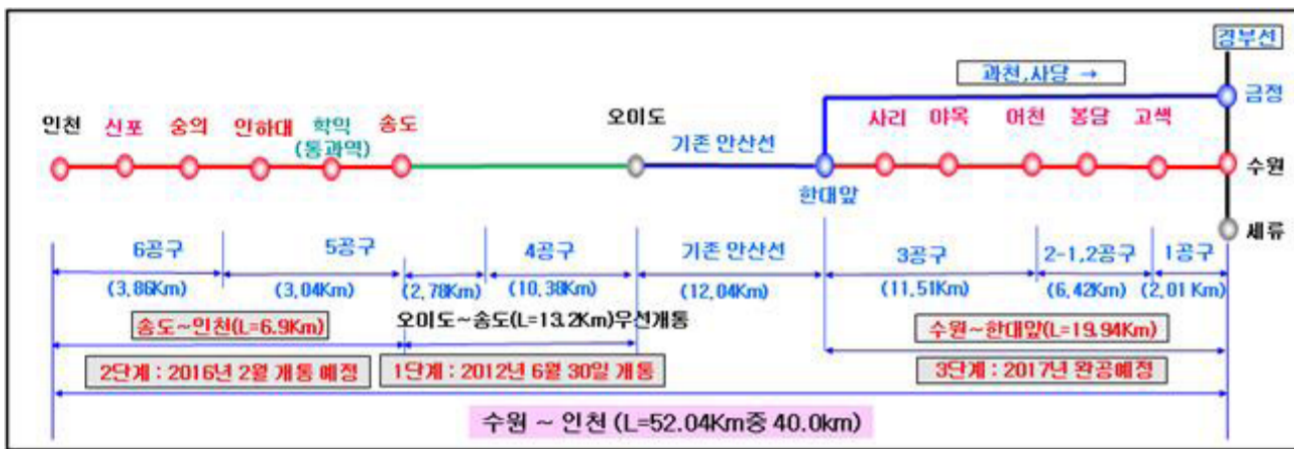 경부선
과천,사당 →
금정
인천 신포 숭의 인하대 학익 송도 오이도 기존 안산선 사리 야목 어천 봉담 고색
(통과역)
수원
한대앞
세류
6공구 5공구 4공구 기존 안산선 3공구 2-1,2공구 1공구
(3.86Km) (3.04Km) (2.78Km) (10.38Km) (12.04Km) (11.51Km) (6.42Km) (2.01 Km)
송도~인천(L=6.9Km) 오이도~송도(L=13.2Km)우선개통 수원~한대앞(L=19.94Km)
2단계 : 2016년 2월 개통 예정 1단계 : 2012년 6월 30일 개통 3단계 : 2017년 완공예정
수원 ~ 인천 (L=52.04Km중 40.0km)